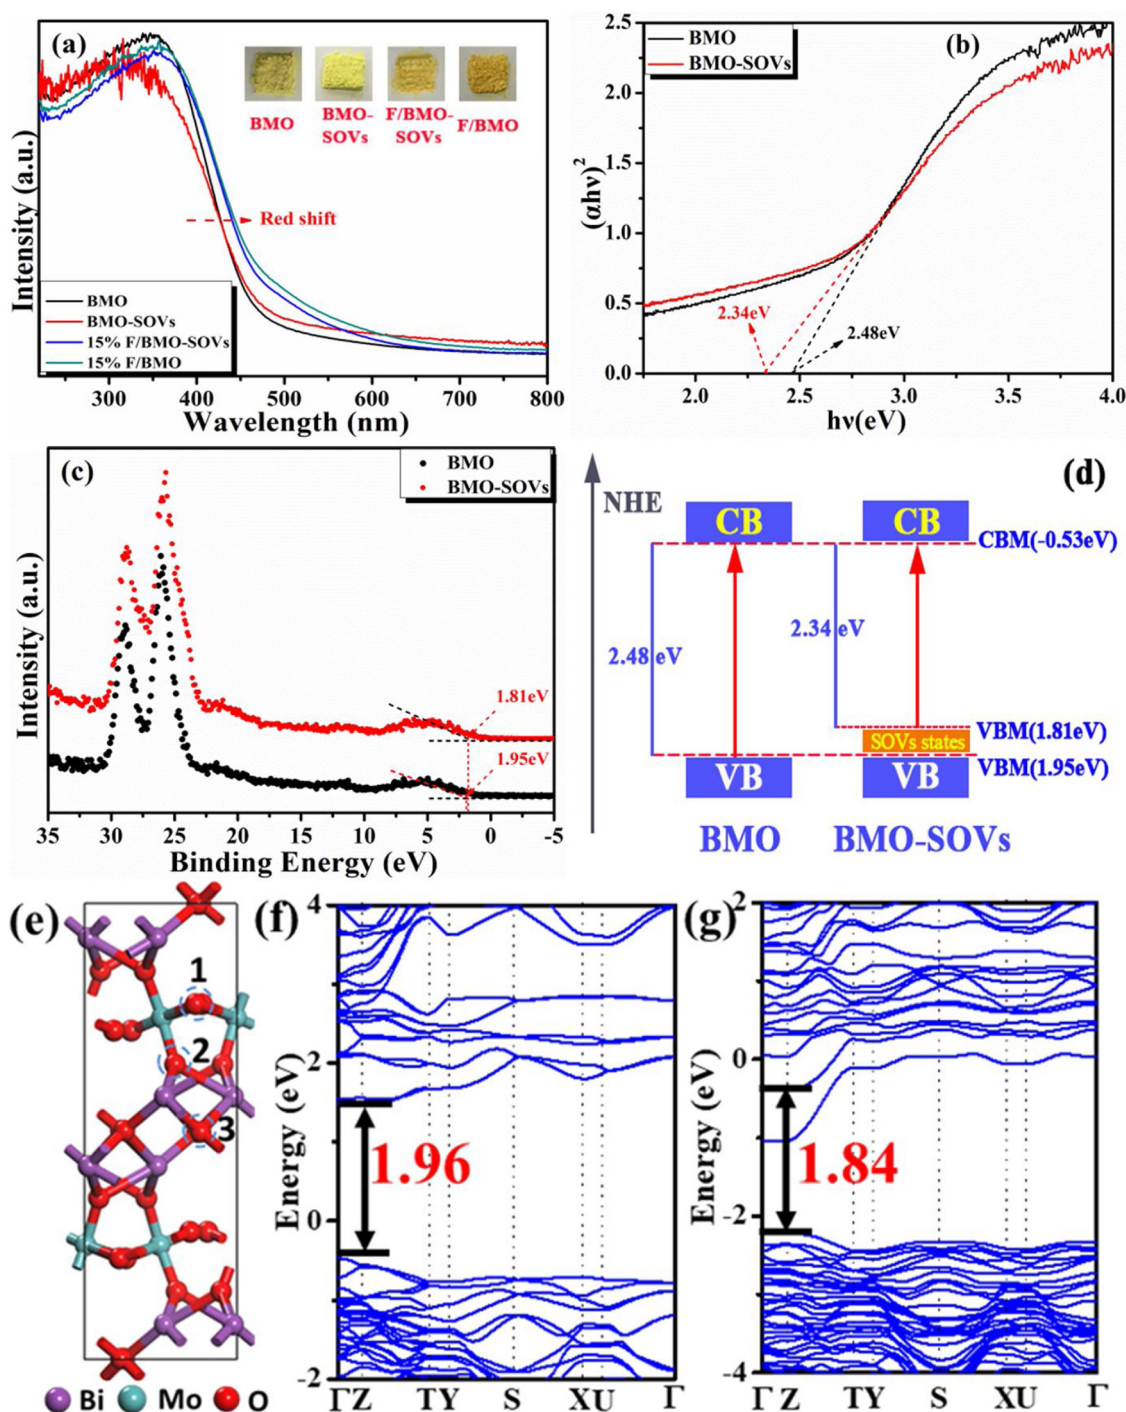 (a)
BMO
BMO-
SOVs
F/BMO-
SOVs
F/BMO
Red shift
BMO
BMO-SOVs
15% F/BMO-SOVs
15% F/BMO
Intensity (a.u.)
300 400 500 600 700 800
Wavelength (nm)
(b)
BMO
BMO-SOVs
2.34eV
2.48eV
(αhν)²
2.5
2.0
1.5
1.0
0.5
0.0
2.0 2.5 3.0 3.5 4.0
hν(eV)
(c)
BMO
BMO-SOVs
1.81eV
1.95eV
Intensity (a.u.)
35 30 25 20 15 10 5 0 -5
Binding Energy (eV)
(d)
NHE
CB CB
CBM(-0.53eV)
2.48 eV
2.34 eV
SOVs states
VBM(1.81eV)
VB VB
VBM(1.95eV)
BMO BMO-SOVs
(e)
1
2
3
Bi Mo O
(f)
Energy (eV)
4
2
0
-2
1.96
Γ Z T Y S X U Γ
(g)
Energy (eV)
2
0
-2
-4
1.84
Γ Z T Y S X U Γ